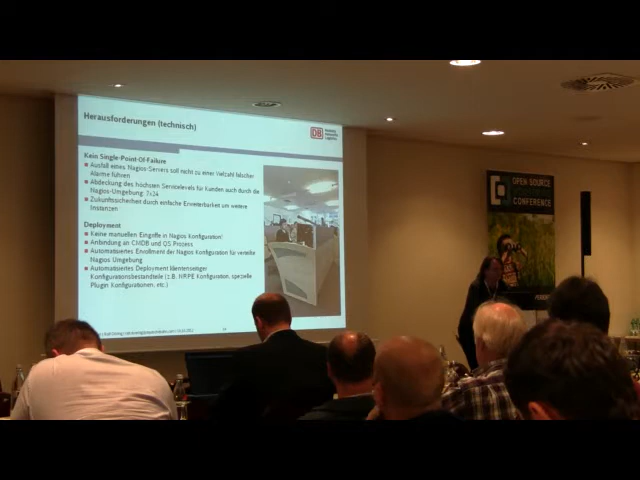 Herausforderungen (technisch)
DB
Kein Single-Point-Of-Failure
Ausfall eines Nagios-Servers soll nicht zu einer Vielzahl falscher
Alarme führen
Abdeckung des höchsten Servicelevels für Kunden auch durch die
Nagios-Umgebung: 7x24
Zukunftssicherheit durch einfache Erweiterbarkeit um weitere
Instanzen
Deployment
Keine manuellen Eingriffe in Nagios Konfiguration!
Anbindung an CMDB und QS Prozess
Automatisiertes Enrollment der Nagios Konfiguration für verteilte
Nagios Umgebung
Automatisiertes Deployment
Konfigurationsbestandteile (z.B. NRPE Konfiguration, spezielle
Plugin Konfigurationen, etc.)
OPEN SOURCE
CONFERENCE